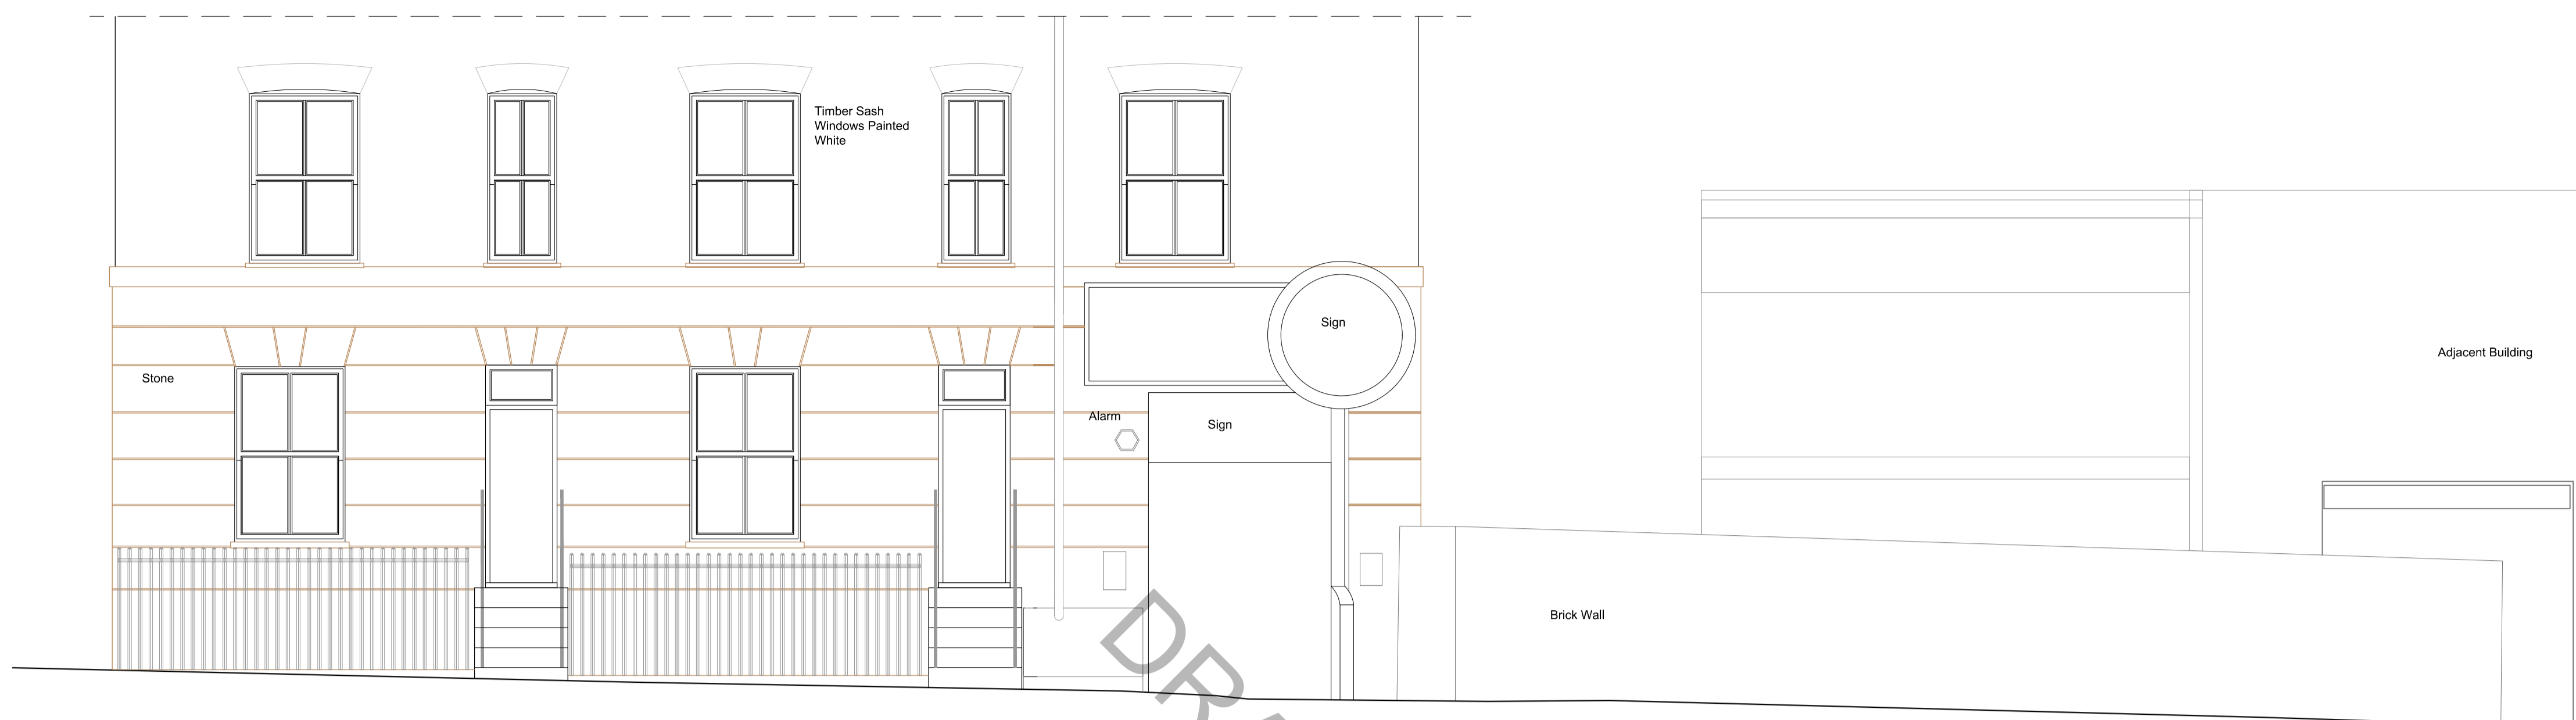 Timber Sash
Windows Painted
White
Sign
Adjacent Building
Stone
Alarm
Sign
Brick Wall